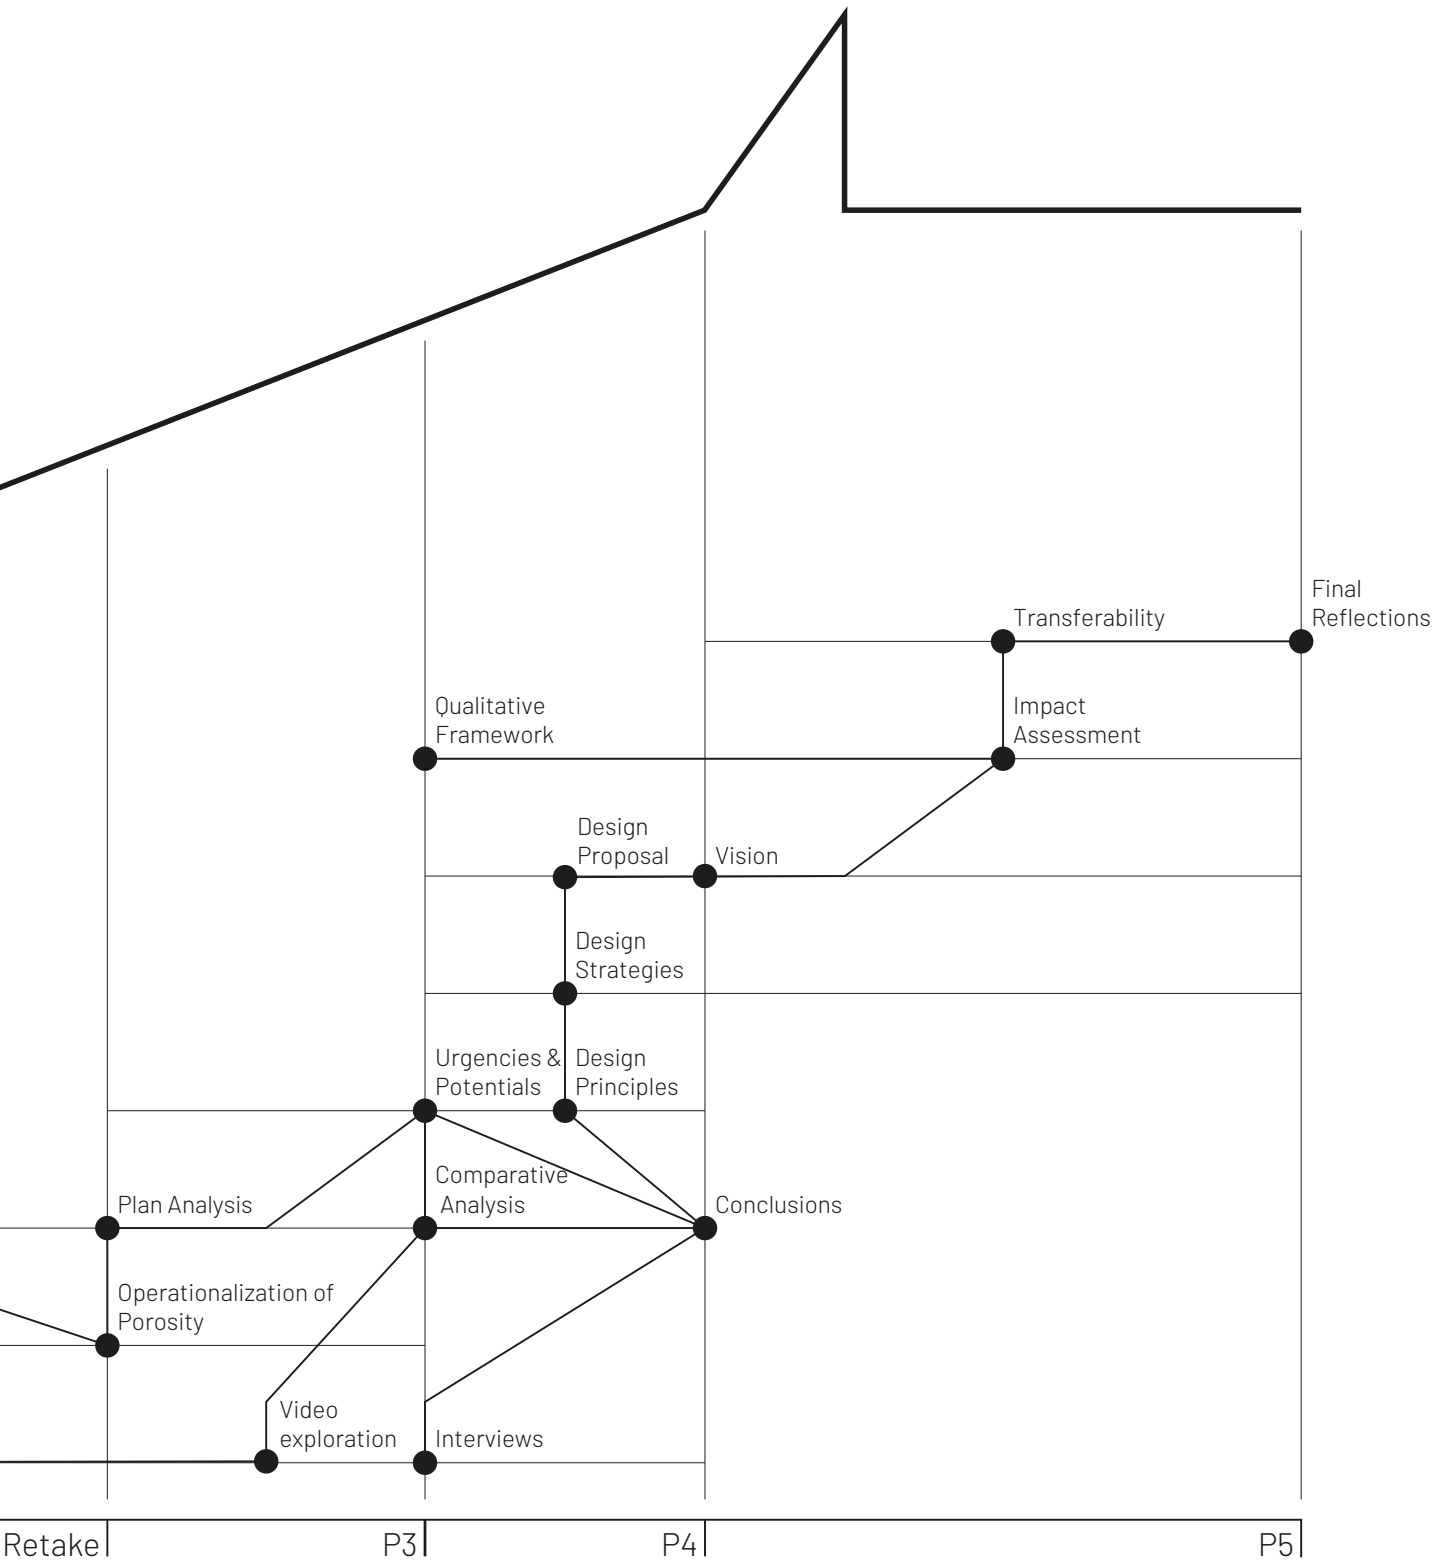 Final
Reflections
Transferability
Qualitative
Framework
Impact
Assessment
Design
Proposal
Vision
Design
Strategies
Urgencies &
Potentials
Design
Principles
Plan Analysis
Comparative
Analysis
Conclusions
Operationalization of
Porosity
Video
exploration
Interviews
Retake
P3
P4
P5